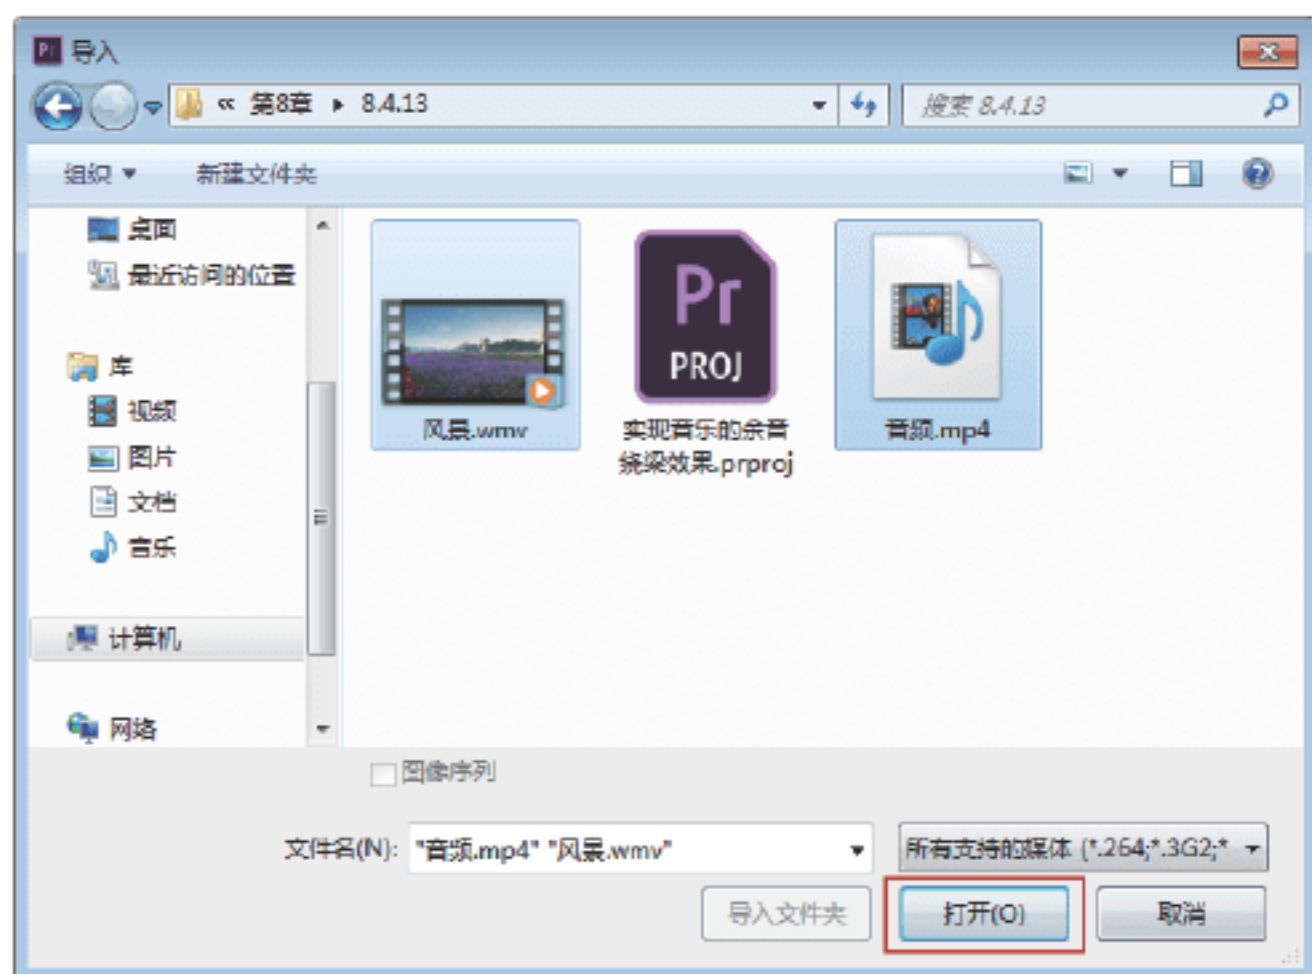 Pr 导入
« 第8章 ▸ 8.4.13
搜索 8.4.13
组织 新建文件夹
桌面
最近访问的位置
库
视频
图片
文档
音乐
计算机
网络
风景.wmv
Pr
PROJ
实现音乐的余音
绕梁效果.prproj
音频.mp4
图像序列
文件名(N): "音频.mp4" "风景.wmv"
所有支持的媒体 (*.264;*.3G2;*
导入文件夹 打开(O) 取消